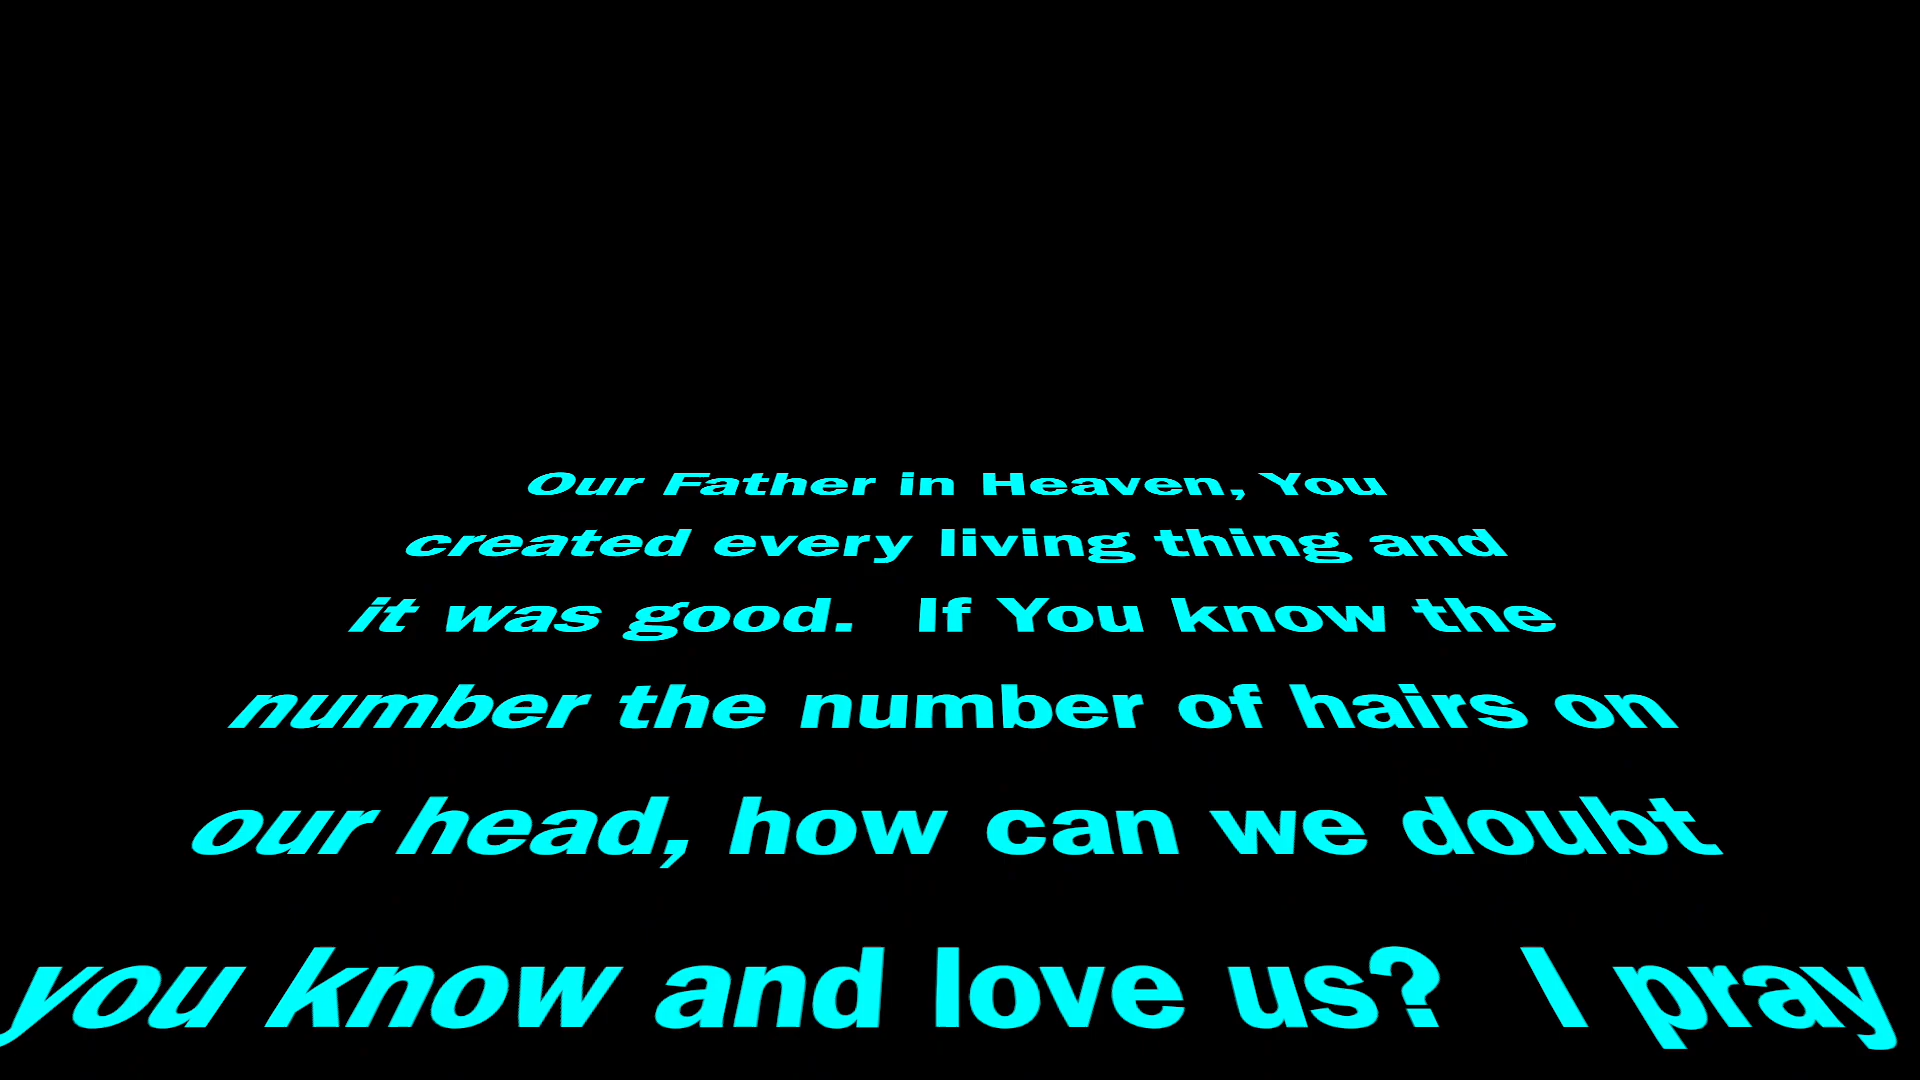 Our Father in Heaven, You
created every living thing and
it was good.  If You know the
number the number of hairs on
our head, how can we doubt
you know and love us?  I pray